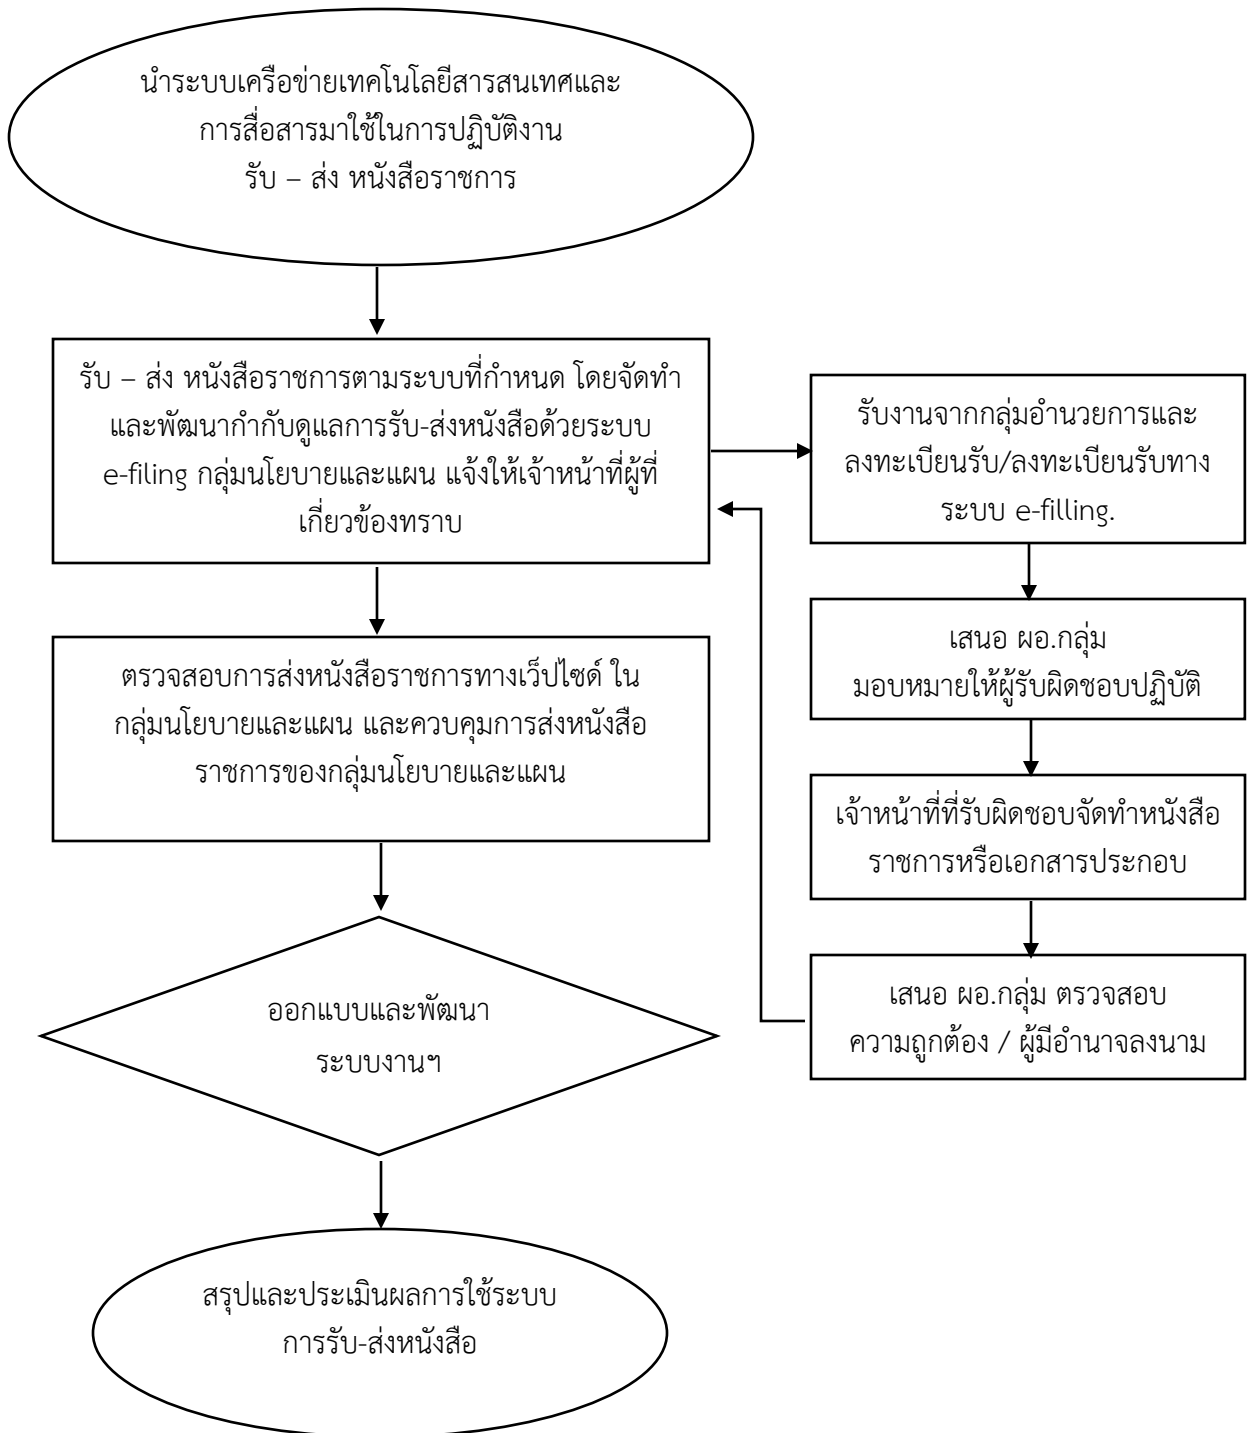 นำระบบเครือข่ายเทคโนโลยีสารสนเทศและ
การสื่อสารมาใช้ในการปฏิบัติงาน
รับ – ส่ง หนังสือราชการ
รับ – ส่ง หนังสือราชการตามระบบที่กำหนด โดยจัดทำ
และพัฒนากำกับดูแลการรับ-ส่งหนังสือด้วยระบบ
e-filing กลุ่มนโยบายและแผน แจ้งให้เจ้าหน้าที่ผู้ที่
เกี่ยวข้องทราบ
รับงานจากกลุ่มอำนวยการและ
ลงทะเบียนรับ/ลงทะเบียนรับทาง
ระบบ e-filling.
เสนอ ผอ.กลุ่ม
มอบหมายให้ผู้รับผิดชอบปฏิบัติ
เจ้าหน้าที่ที่รับผิดชอบจัดทำหนังสือ
ราชการหรือเอกสารประกอบ
เสนอ ผอ.กลุ่ม ตรวจสอบ
ความถูกต้อง / ผู้มีอำนาจลงนาม
ตรวจสอบการส่งหนังสือราชการทางเว็ปไซด์ ใน
กลุ่มนโยบายและแผน และควบคุมการส่งหนังสือ
ราชการของกลุ่มนโยบายและแผน
ออกแบบและพัฒนา
ระบบงานฯ
สรุปและประเมินผลการใช้ระบบ
การรับ-ส่งหนังสือ